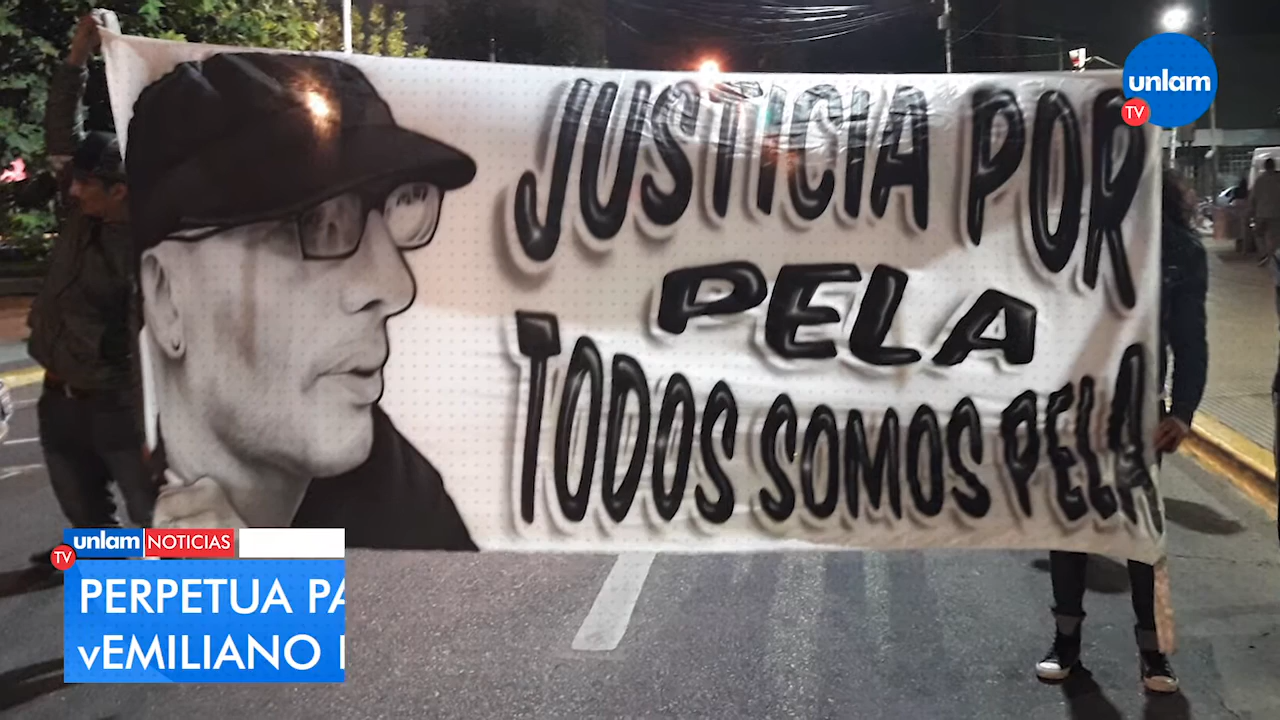 JUSTICIA POR
PELA
TODOS SOMOS PELA
unlam
TV
unlam NOTICIAS
TV
PERPETUA PA
vEMILIANO